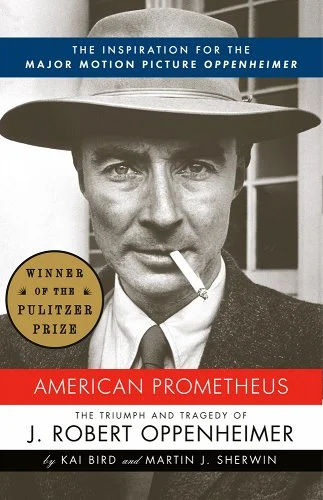 THE INSPIRATION FOR THE
MAJOR MOTION PICTURE OPPENHEIMER
WINNER
OF THE
PULITZER
PRIZE
AMERICAN PROMETHEUS
THE TRIUMPH AND TRAGEDY OF
J. ROBERT OPPENHEIMER
by KAI BIRD and MARTIN J. SHERWIN